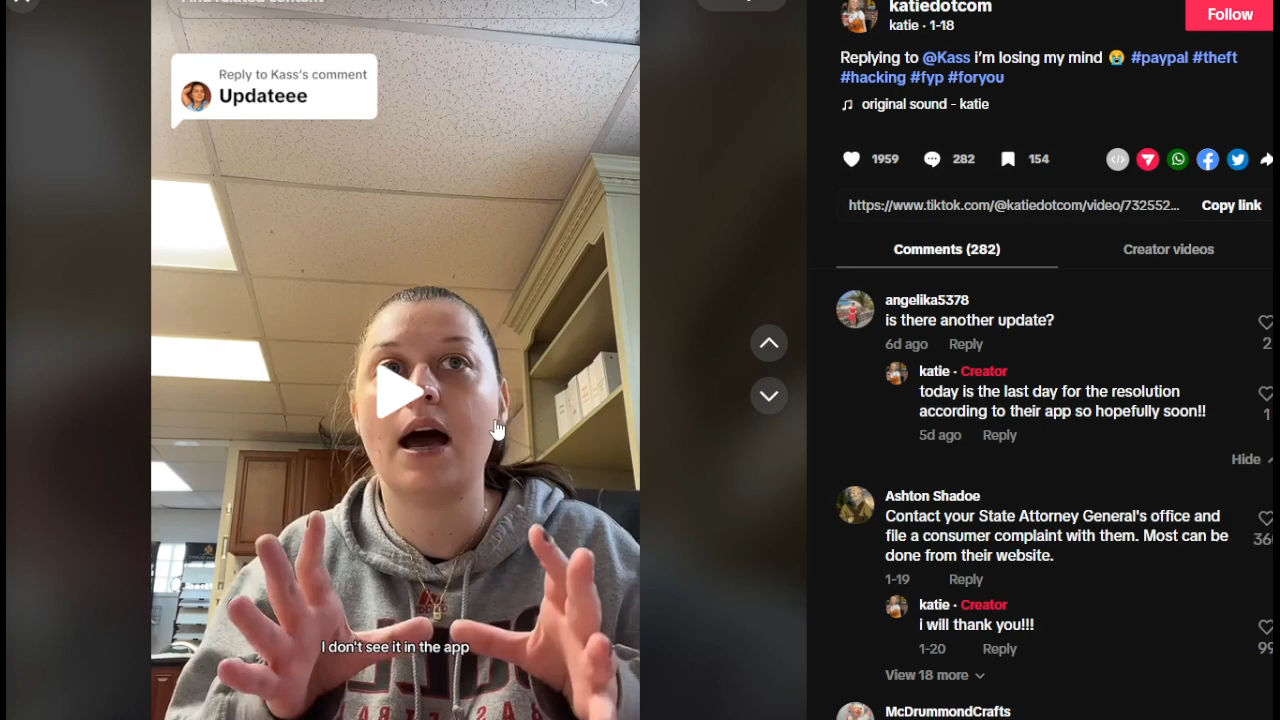 Find related content
Reply to Kass's comment
Updateee
I don't see it in the app
katiedotcom
katie · 1-18
Follow
Replying to @Kass i'm losing my mind 😭 #paypal #theft
#hacking #fyp #foryou
original sound - katie
1959
282
154
https://www.tiktok.com/@katiedotcom/video/732552...
Copy link
Comments (282)
Creator videos
angelika5378
is there another update?
6d ago Reply
2
katie · Creator
today is the last day for the resolution
according to their app so hopefully soon!!
1
5d ago Reply
Hide
Ashton Shadoe
Contact your State Attorney General's office and
file a consumer complaint with them. Most can be
done from their website.
1-19 Reply
katie · Creator
i will thank you!!!
1-20 Reply
View 18 more
McDrummondCrafts